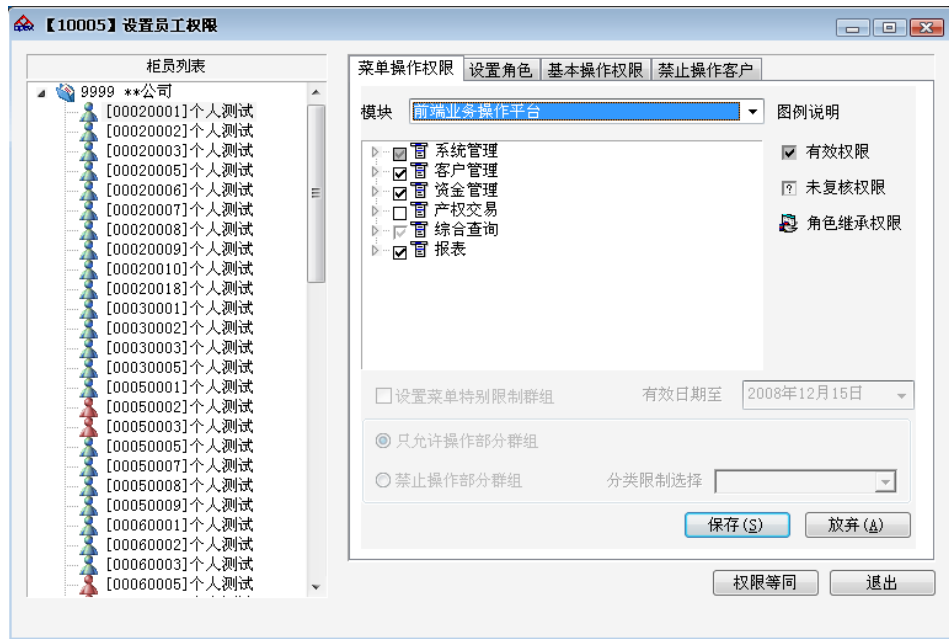 【10005】设置员工权限
柜员列表
9999 **公司
[00020001]个人测试
[00020002]个人测试
[00020003]个人测试
[00020005]个人测试
[00020006]个人测试
[00020007]个人测试
[00020008]个人测试
[00020009]个人测试
[00020010]个人测试
[00020018]个人测试
[00030001]个人测试
[00030002]个人测试
[00030003]个人测试
[00030005]个人测试
[00050001]个人测试
[00050002]个人测试
[00050003]个人测试
[00050005]个人测试
[00050007]个人测试
[00050008]个人测试
[00050009]个人测试
[00060001]个人测试
[00060002]个人测试
[00060003]个人测试
[00060005]个人测试
菜单操作权限 设置角色 基本操作权限 禁止操作客户
模块 前端业务操作平台 图例说明
系统管理
客户管理
资金管理
产权交易
综合查询
报表
有效权限
未复核权限
角色继承权限
设置菜单特别限制群组 有效日期至 2008年12月15日
只允许操作部分群组
禁止操作部分群组 分类限制选择
保存(S) 放弃(A)
权限等同 退出